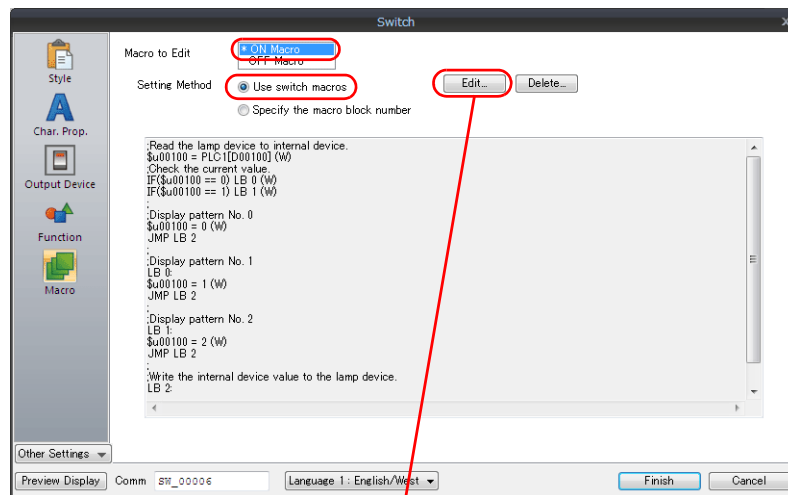 Switch
Macro to Edit
* ON Macro
OFF Macro
Setting Method
Use switch macros
Edit...
Delete...
Specify the macro block number
Style
Char. Prop.
Output Device
Function
Macro
;Read the lamp device to internal device.
$u00100 = PLC1[D00100] (W)
;Check the current value.
IF($u00100 == 0) LB 0 (W)
IF($u00100 == 1) LB 1 (W)
;
;Display pattern No. 0
$u00100 = 0 (W)
JMP LB 2
;
;Display pattern No. 1
LB 0:
$u00100 = 1 (W)
JMP LB 2
;
;Display pattern No. 2
LB 1:
$u00100 = 2 (W)
JMP LB 2
;
;Write the internal device value to the lamp device.
LB 2:
Other Settings
Preview Display
Comm
SW_00006
Language 1 : English/West
Finish
Cancel